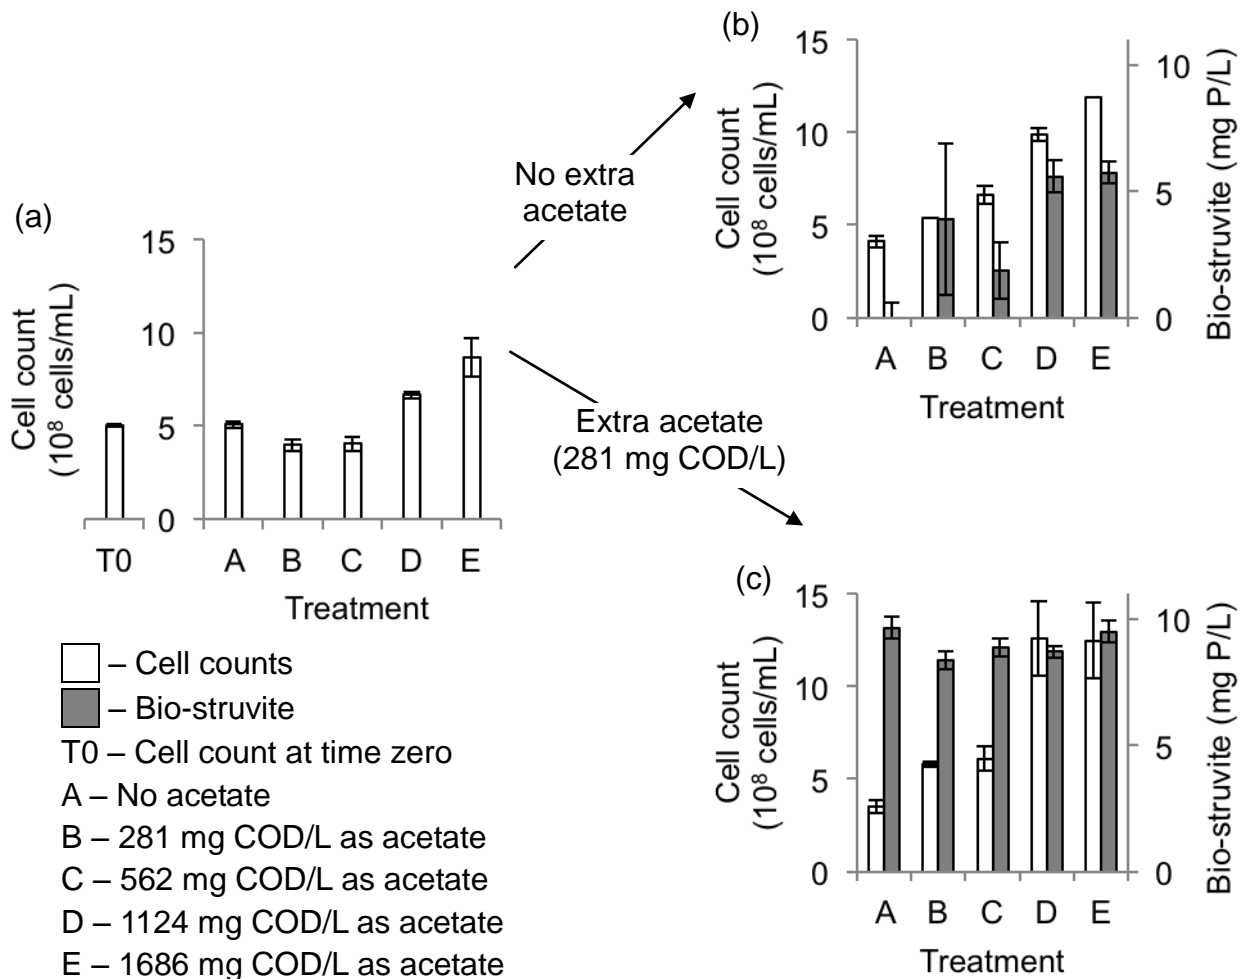 (a)
Cell count
(10⁸ cells/mL)
15
10
5
0
T0
A B C D E
Treatment
No extra
acetate
Extra acetate
(281 mg COD/L)
(b)
Cell count
(10⁸ cells/mL)
15
10
5
0
10
5
0
Bio-struvite (mg P/L)
A B C D E
Treatment
(c)
Cell count
(10⁸ cells/mL)
15
10
5
0
10
5
0
Bio-struvite (mg P/L)
A B C D E
Treatment
– Cell counts
– Bio-struvite
T0 – Cell count at time zero
A – No acetate
B – 281 mg COD/L as acetate
C – 562 mg COD/L as acetate
D – 1124 mg COD/L as acetate
E – 1686 mg COD/L as acetate